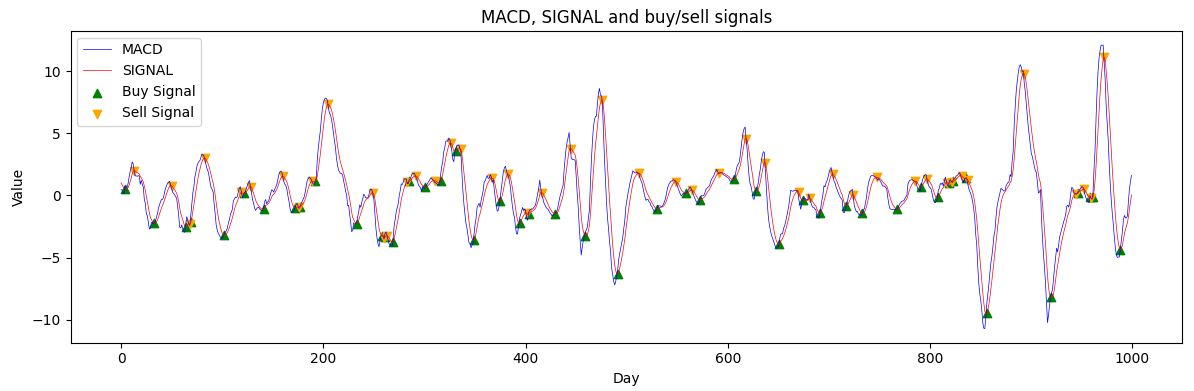 MACD, SIGNAL and buy/sell signals
MACD
SIGNAL
Buy Signal
Sell Signal
Value
10
5
0
−5
−10
0 200 400 600 800 1000
Day